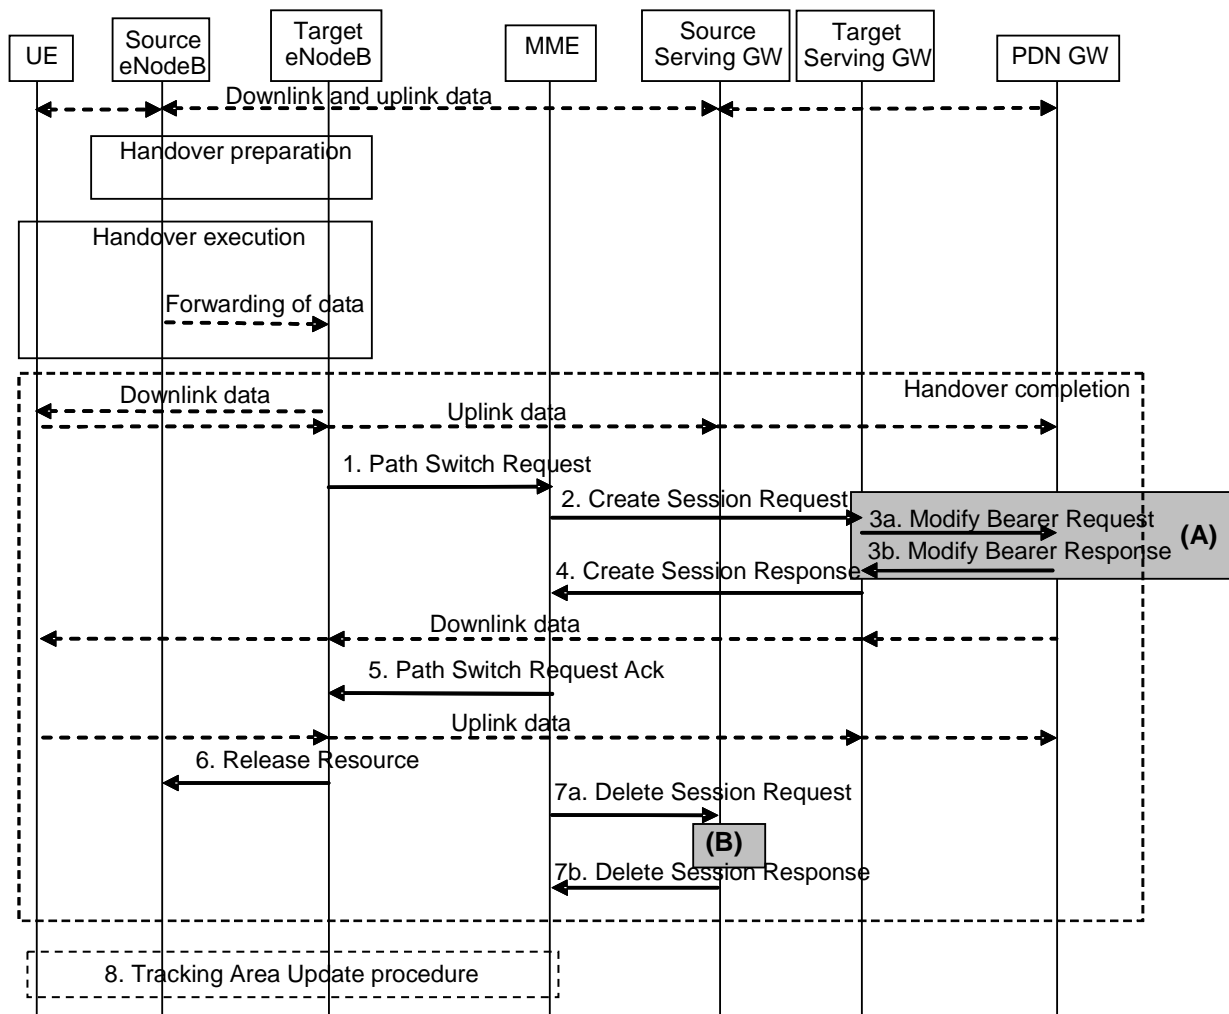 UE
Source
eNodeB
Target
eNodeB
MME
Source
Serving GW
Target
Serving GW
PDN GW
Downlink and uplink data
Handover preparation
Handover execution
Forwarding of data
Handover completion
Downlink data
Uplink data
1. Path Switch Request
2. Create Session Request
3a. Modify Bearer Request
(A)
3b. Modify Bearer Response
4. Create Session Response
Downlink data
5. Path Switch Request Ack
Uplink data
6. Release Resource
7a. Delete Session Request
(B)
7b. Delete Session Response
8. Tracking Area Update procedure